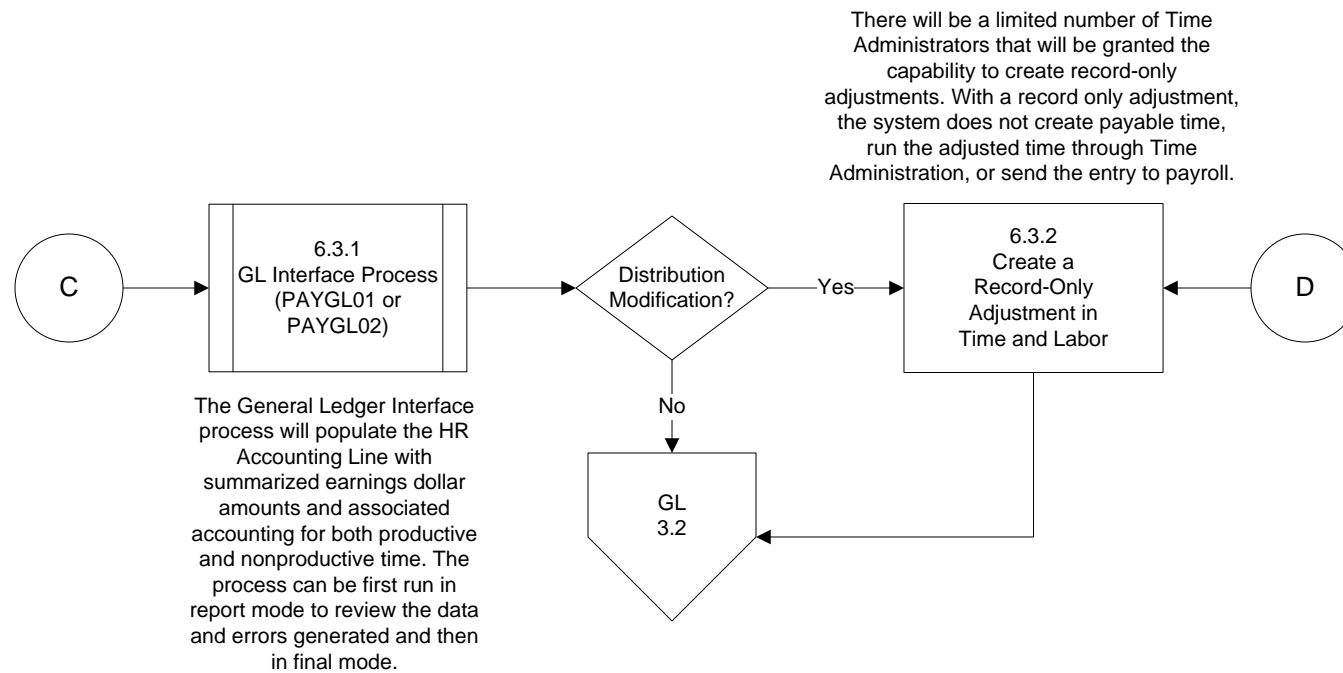 There will be a limited number of Time
Administrators that will be granted the
capability to create record-only
adjustments. With a record only adjustment,
the system does not create payable time,
run the adjusted time through Time
Administration, or send the entry to payroll.
C
6.3.1
GL Interface Process
(PAYGL01 or
PAYGL02)
Distribution
Modification?
Yes
6.3.2
Create a
Record-Only
Adjustment in
Time and Labor
D
No
GL
3.2
The General Ledger Interface
process will populate the HR
Accounting Line with
summarized earnings dollar
amounts and associated
accounting for both productive
and nonproductive time. The
process can be first run in
report mode to review the data
and errors generated and then
in final mode.